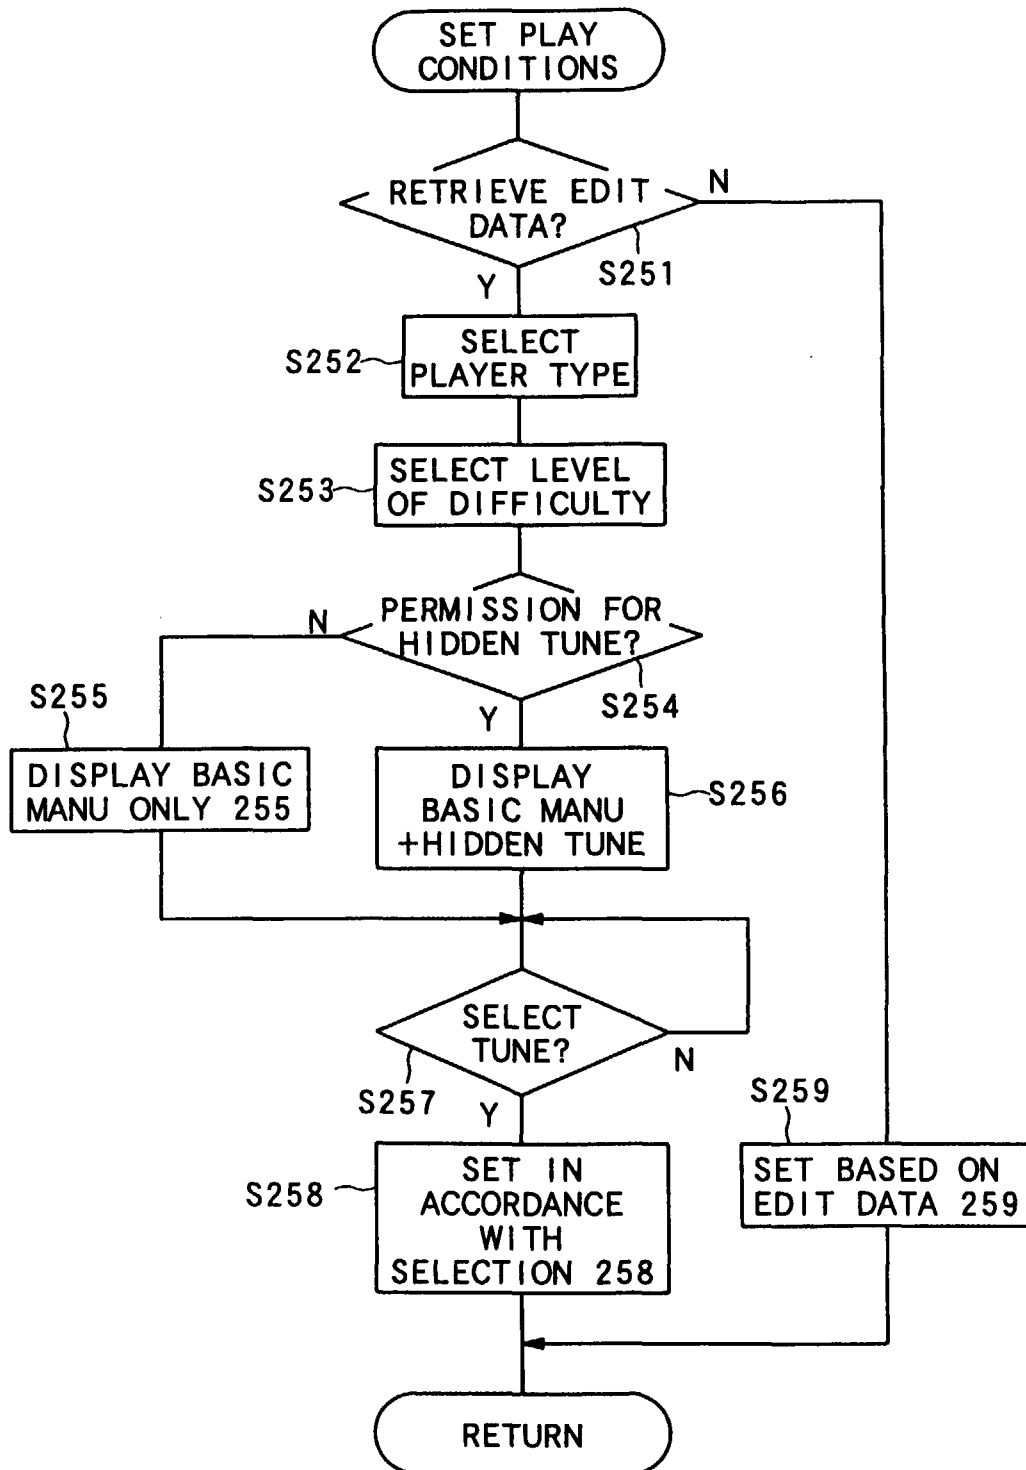 SET PLAY
CONDITIONS
RETRIEVE EDIT
DATA?
N
S251
Y
S252
SELECT
PLAYER TYPE
S253
SELECT LEVEL
OF DIFFICULTY
PERMISSION FOR
HIDDEN TUNE?
N
S254
Y
S255
DISPLAY BASIC
MANU ONLY 255
DISPLAY
BASIC MANU
+HIDDEN TUNE
S256
SELECT
TUNE?
N
S257
Y
S258
SET IN
ACCORDANCE
WITH
SELECTION 258
S259
SET BASED ON
EDIT DATA 259
RETURN